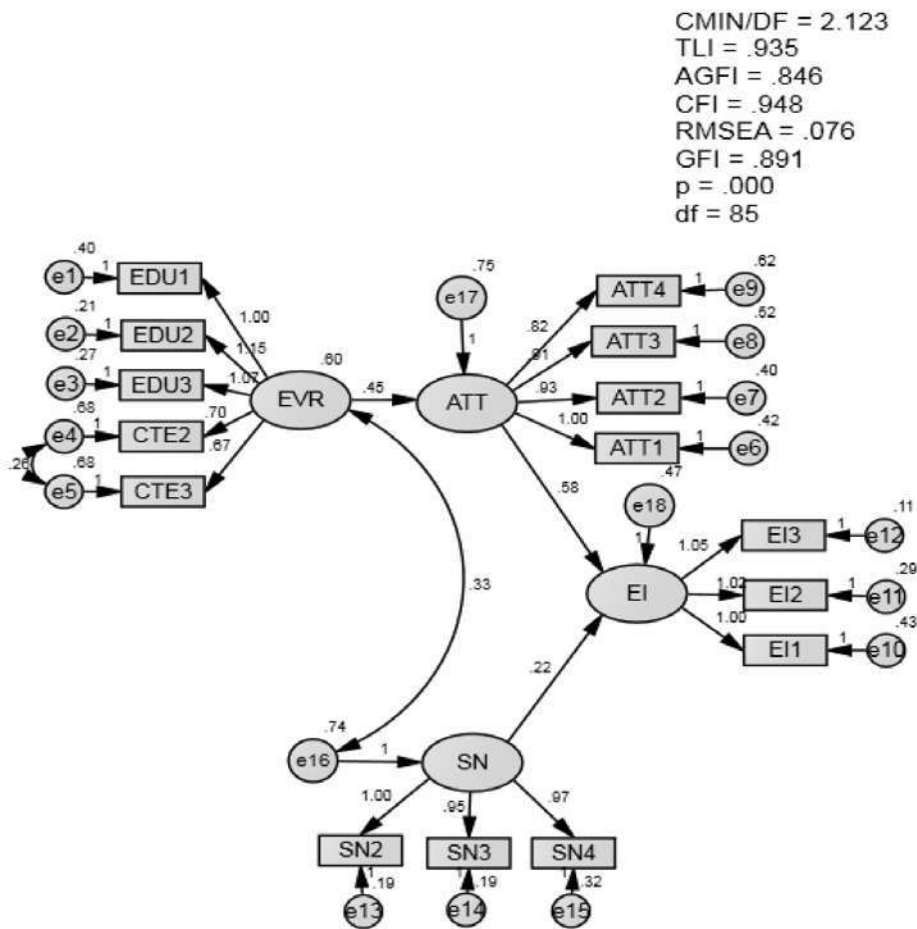 CMIN/DF = 2.123
TLI = .935
AGFI = .846
CFI = .948
RMSEA = .076
GFI = .891
p = .000
df = 85
.40
e1
1
EDU1
.21
e2
1
EDU2
.27
e3
1
EDU3
.68
e4
1
CTE2
.26
.68
e5
1
CTE3
1.00
1.15
1.07
.70
.67
.60
EVR
.45
.75
e17
1
ATT
.82
.91
.93
1.00
ATT4
1
.62
e9
ATT3
1
.52
e8
ATT2
1
.40
e7
ATT1
1
.42
e6
.58
.47
e18
1
EI
1.05
1.02
1.00
EI3
1
.11
e12
EI2
1
.29
e11
EI1
1
.43
e10
.33
.22
.74
e16
1
SN
1.00
.95
.97
SN2
SN3
SN4
1
.19
1
.19
1
.32
e13
e14
e15